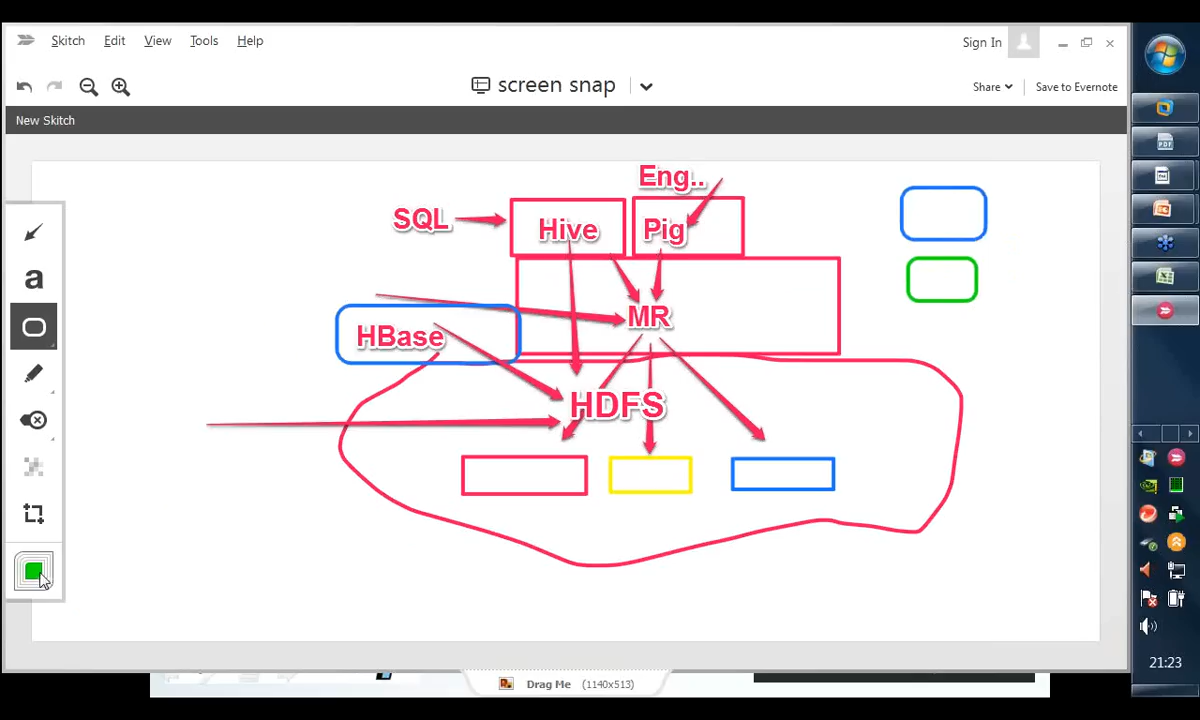 Skitch Edit View Tools Help
Sign In
screen snap
Share
Save to Evernote
New Skitch
a
Eng..
SQL
Hive
Pig
MR
HBase
HDFS
Drag Me (1140x513)
PDF
21:23